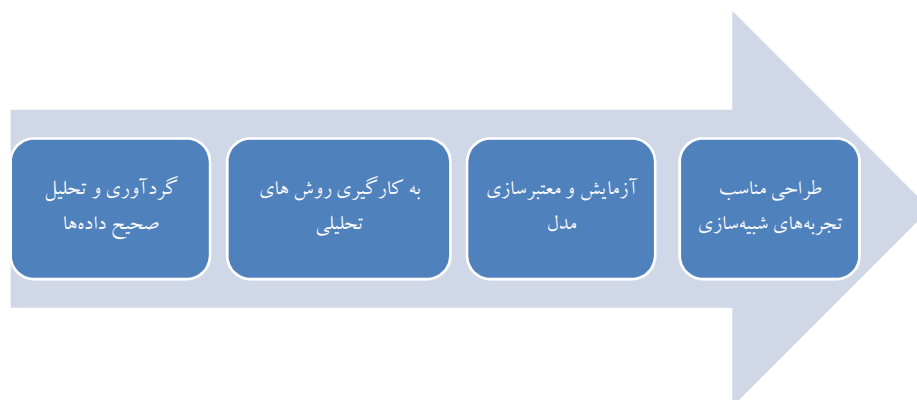 گردآوری و تحلیل
صحیح داده‌ها
به کارگیری روش های
تحلیلی
آزمایش و معتبرسازی
مدل
طراحی مناسب
تجربه‌های شبیه‌سازی